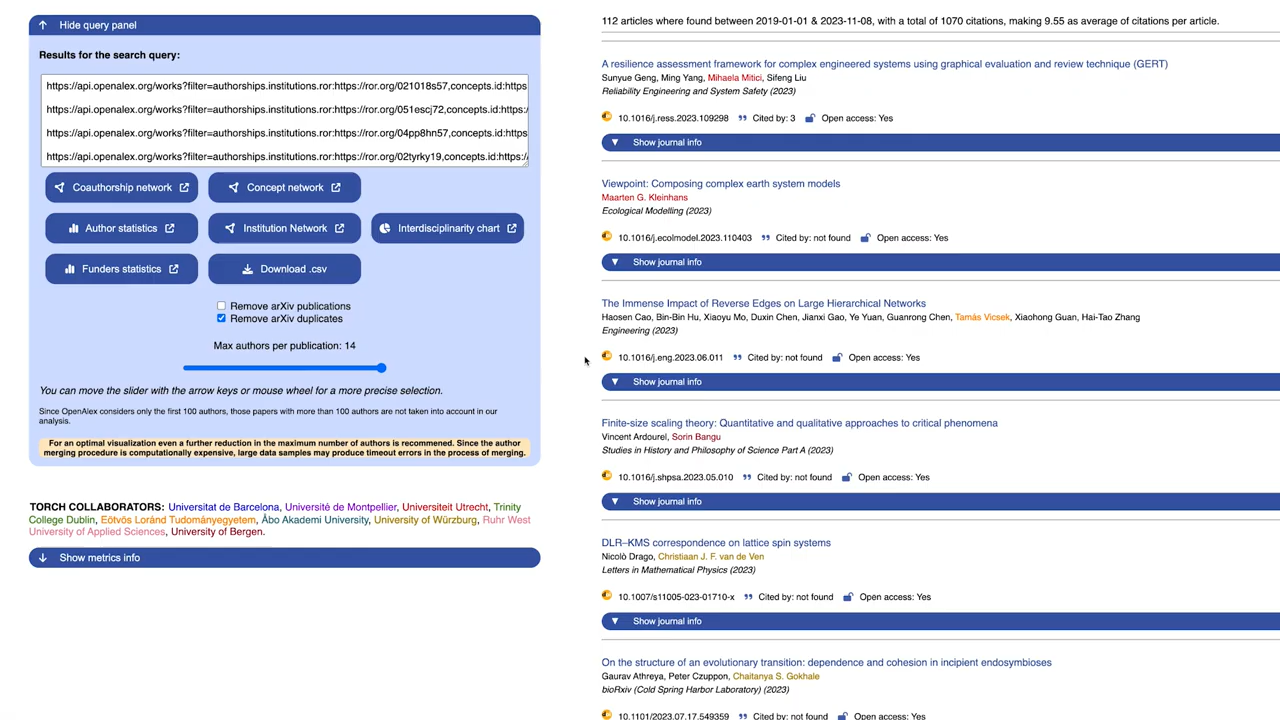 Hide query panel
Results for the search query:
https://api.openalex.org/works?filter=authorships.institutions.ror:https://ror.org/021018s57,concepts.id:https
https://api.openalex.org/works?filter=authorships.institutions.ror:https://ror.org/051escj72,concepts.id:https:/
https://api.openalex.org/works?filter=authorships.institutions.ror:https://ror.org/04pp8hn57,concepts.id:https
https://api.openalex.org/works?filter=authorships.institutions.ror:https://ror.org/02tyrky19,concepts.id:https:/
Coauthorship network
Concept network
Author statistics
Institution Network
Interdisciplinarity chart
Funders statistics
Download .csv
Remove arXiv publications
Remove arXiv duplicates
Max authors per publication: 14
You can move the slider with the arrow keys or mouse wheel for a more precise selection.
Since OpenAlex considers only the first 100 authors, those papers with more than 100 authors are not taken into account in our
analysis.
For an optimal visualization even a further reduction in the maximum number of authors is recommened. Since the author
merging procedure is computationally expensive, large data samples may produce timeout errors in the process of merging.
TORCH COLLABORATORS: Universitat de Barcelona, Université de Montpellier, Universiteit Utrecht, Trinity
College Dublin, Eötvös Loránd Tudományegyetem, Åbo Akademi University, University of Würzburg, Ruhr West
University of Applied Sciences, University of Bergen.
Show metrics info
112 articles where found between 2019-01-01 & 2023-11-08, with a total of 1070 citations, making 9.55 as average of citations per article.
A resilience assessment framework for complex engineered systems using graphical evaluation and review technique (GERT)
Sunyue Geng, Ming Yang, Mihaela Mitici, Sifeng Liu
Reliability Engineering and System Safety (2023)
10.1016/j.ress.2023.109298 Cited by: 3 Open access: Yes
Show journal info
Viewpoint: Composing complex earth system models
Maarten G. Kleinhans
Ecological Modelling (2023)
10.1016/j.ecolmodel.2023.110403 Cited by: not found Open access: Yes
Show journal info
The Immense Impact of Reverse Edges on Large Hierarchical Networks
Haosen Cao, Bin-Bin Hu, Xiaoyu Mo, Duxin Chen, Jianxi Gao, Ye Yuan, Guanrong Chen, Tamás Vicsek, Xiaohong Guan, Hai-Tao Zhang
Engineering (2023)
10.1016/j.eng.2023.06.011 Cited by: not found Open access: Yes
Show journal info
Finite-size scaling theory: Quantitative and qualitative approaches to critical phenomena
Vincent Ardourel, Sorin Bangu
Studies in History and Philosophy of Science Part A (2023)
10.1016/j.shpsa.2023.05.010 Cited by: not found Open access: Yes
Show journal info
DLR–KMS correspondence on lattice spin systems
Nicolò Drago, Christiaan J. F. van de Ven
Letters in Mathematical Physics (2023)
10.1007/s11005-023-01710-x Cited by: not found Open access: Yes
Show journal info
On the structure of an evolutionary transition: dependence and cohesion in incipient endosymbioses
Gaurav Athreya, Peter Czuppon, Chaitanya S. Gokhale
bioRxiv (Cold Spring Harbor Laboratory) (2023)
10.1101/2023.07.17.549359 Cited by: not found Open access: Yes